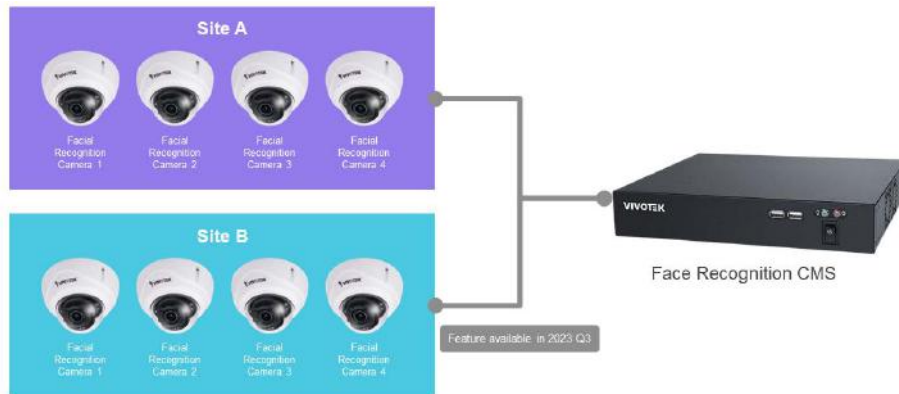 Site A
Facial
Recognition
Camera 1
Facial
Recognition
Camera 2
Facial
Recognition
Camera 3
Facial
Recognition
Camera 4
VIVOTEK
Face Recognition CMS
Site B
Feature available in 2023 Q3
Facial
Recognition
Camera 1
Facial
Recognition
Camera 2
Facial
Recognition
Camera 3
Facial
Recognition
Camera 4